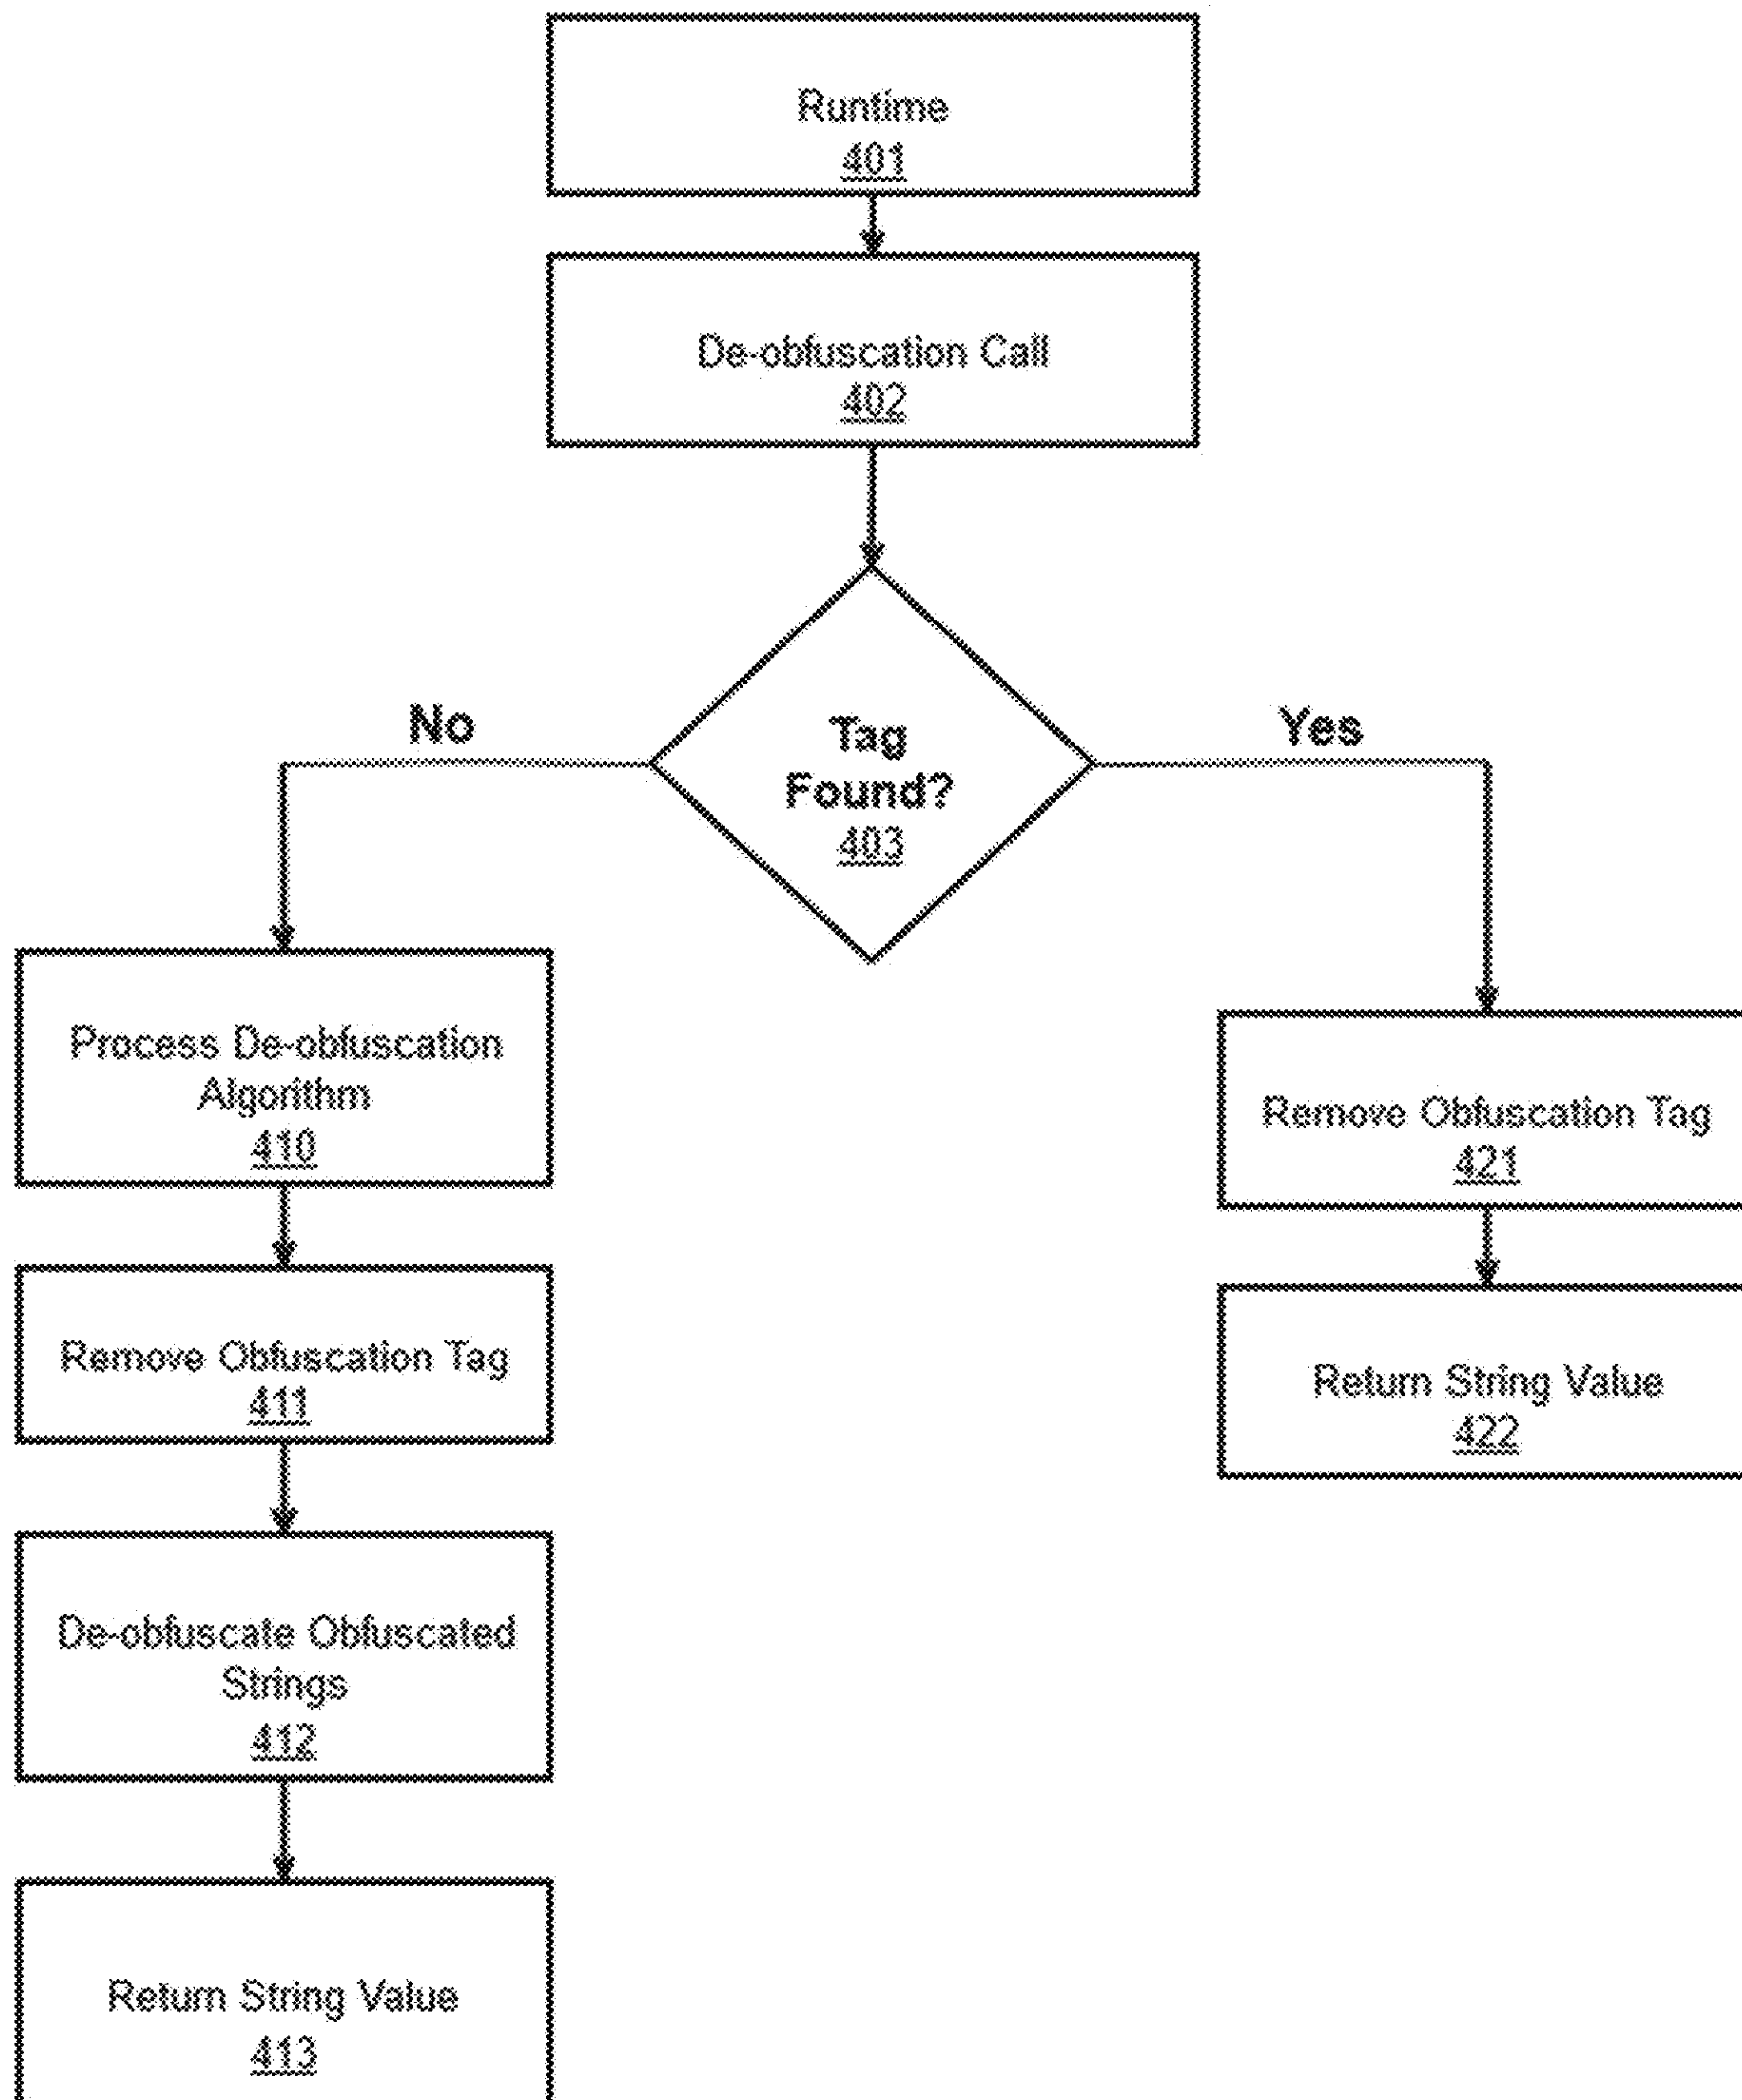 Runtime
401
De-obfuscation Call
402
No
Yes
Tag
Found?
403
Process De-obfuscation
Algorithm
410
Remove Obfuscation Tag
421
Remove Obfuscation Tag
411
Return String Value
422
De-obfuscate Obfuscated
Strings
412
Return String Value
413